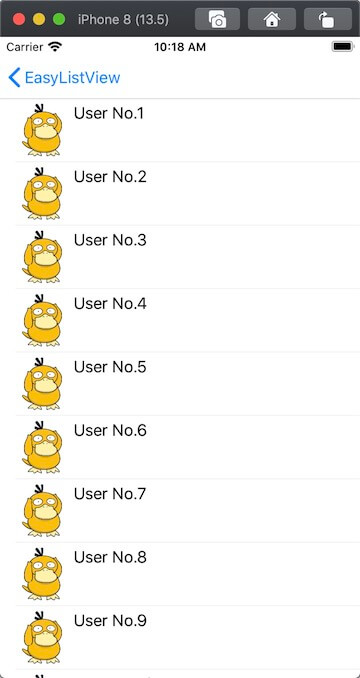 iPhone 8 (13.5)
Carrier 10:18 AM
EasyListView
User No.1
User No.2
User No.3
User No.4
User No.5
User No.6
User No.7
User No.8
User No.9